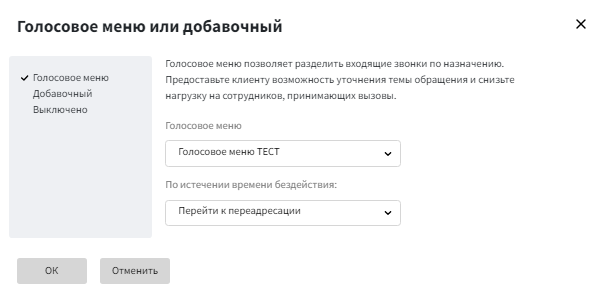 Голосовое меню или добавочный
Голосовое меню
Добавочный
Выключено
Голосовое меню позволяет разделить входящие звонки по назначению.
Предоставьте клиенту возможность уточнения темы обращения и снизьте
нагрузку на сотрудников, принимающих вызовы.
Голосовое меню
Голосовое меню ТЕСТ
По истечении времени бездействия:
Перейти к переадресации
ОК
Отменить